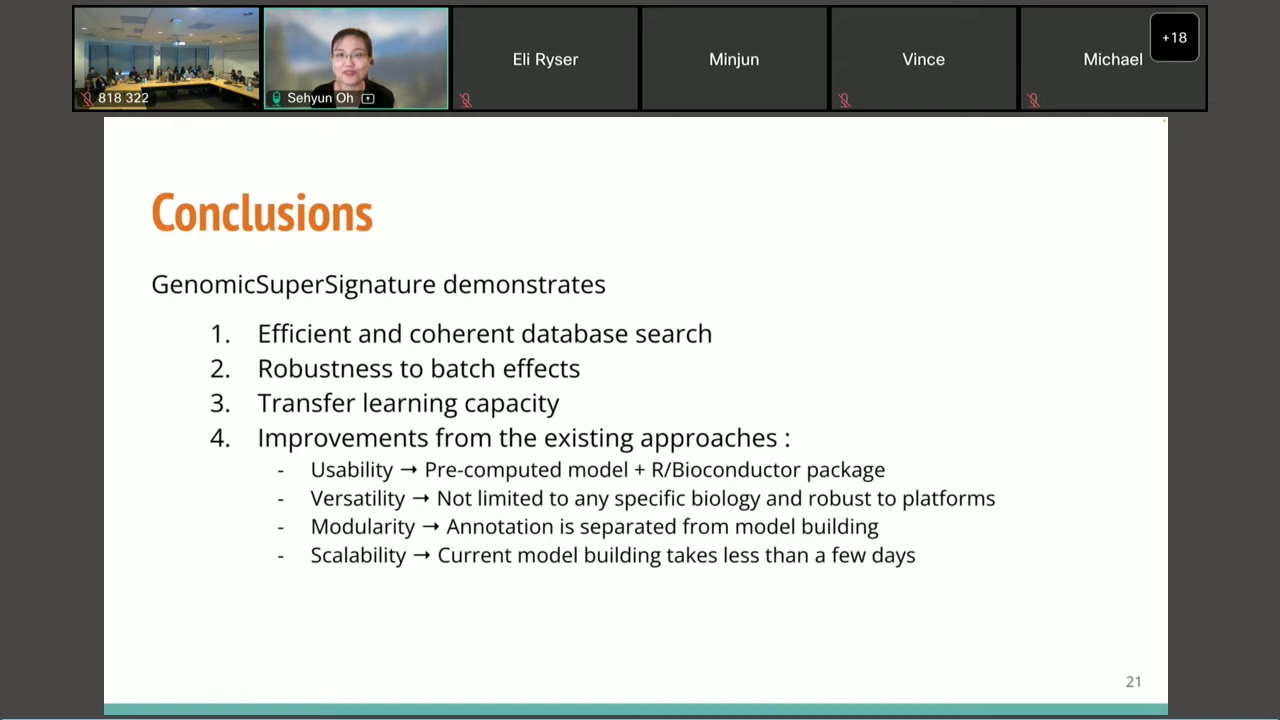 818 322
Sehyun Oh
Eli Ryser
Minjun
Vince
Michael
+18
Conclusions
GenomicSuperSignature demonstrates
1. Efficient and coherent database search
2. Robustness to batch effects
3. Transfer learning capacity
4. Improvements from the existing approaches :
- Usability → Pre-computed model + R/Bioconductor package
- Versatility → Not limited to any specific biology and robust to platforms
- Modularity → Annotation is separated from model building
- Scalability → Current model building takes less than a few days
21